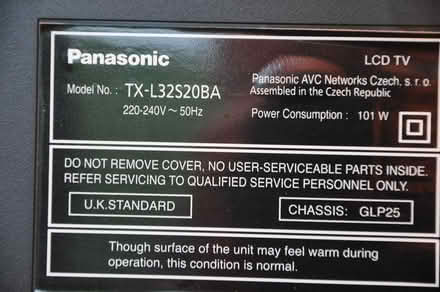 Panasonic
LCD TV
Model No. : TX-L32S20BA
220-240V ~ 50Hz
Panasonic AVC Networks Czech, s. r. o.
Assembled in the Czech Republic
Power Consumption : 101 W
DO NOT REMOVE COVER, NO USER-SERVICEABLE PARTS INSIDE.
REFER SERVICING TO QUALIFIED SERVICE PERSONNEL ONLY.
U.K.STANDARD
CHASSIS: GLP25
Though surface of the unit may feel warm during
operation, this condition is normal.